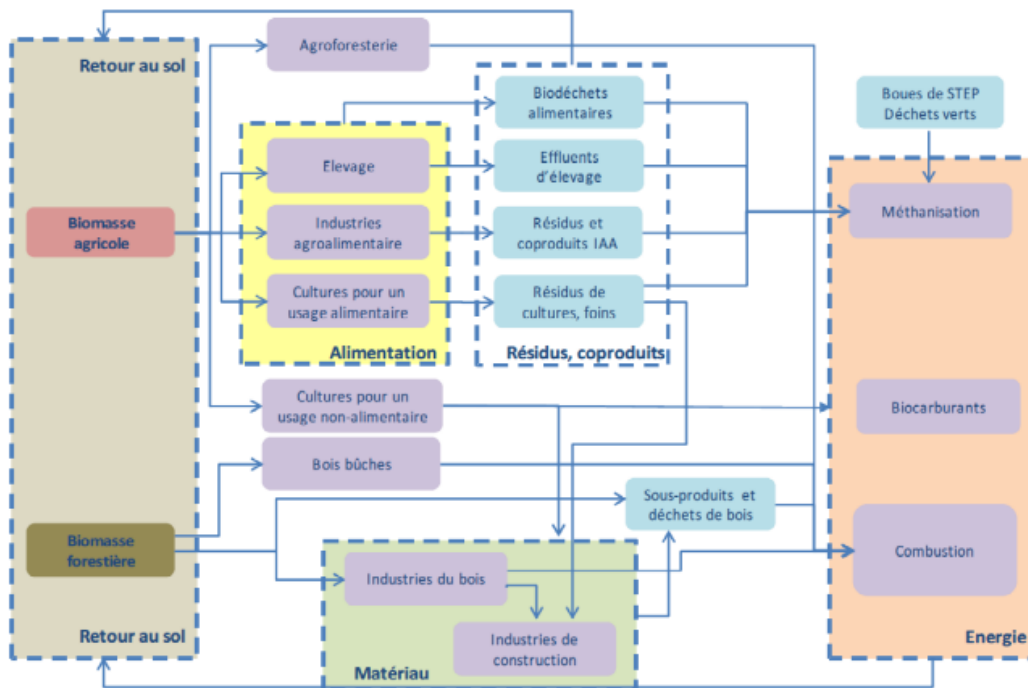 Retour au sol
Agroforesterie
Biodéchets
alimentaires
Boues de STEP
Déchets verts
Elevage
Effluents
d'élevage
Biomasse
agricole
Industries
agroalimentaire
Résidus et
coproduits IAA
Méthanisation
Cultures pour un
usage alimentaire
Résidus de
cultures, foins
Alimentation
Résidus, coproduits
Cultures pour un
usage non-alimentaire
Biocarburants
Bois bûches
Sous-produits et
déchets de bois
Biomasse
forestière
Industries du bois
Combustion
Retour au sol
Industries de
construction
Matériau
Energie